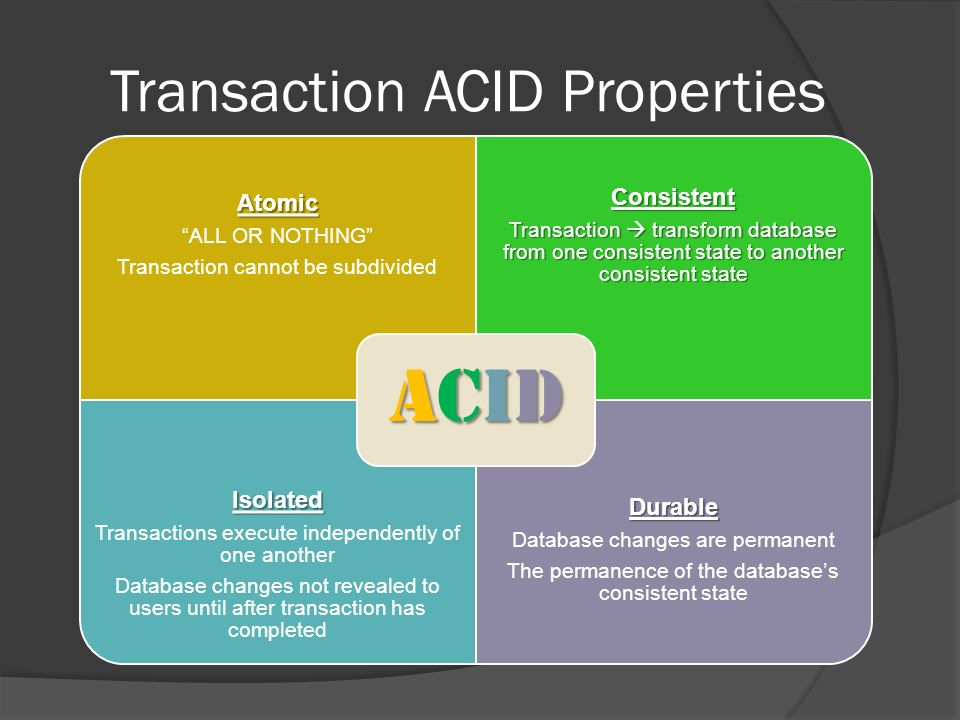 Transaction ACID Properties
Atomic
“ALL OR NOTHING”
Transaction cannot be subdivided
Consistent
Transaction → transform database
from one consistent state to another
consistent state
ACID
Isolated
Transactions execute independently of
one another
Database changes not revealed to
users until after transaction has
completed
Durable
Database changes are permanent
The permanence of the database’s
consistent state